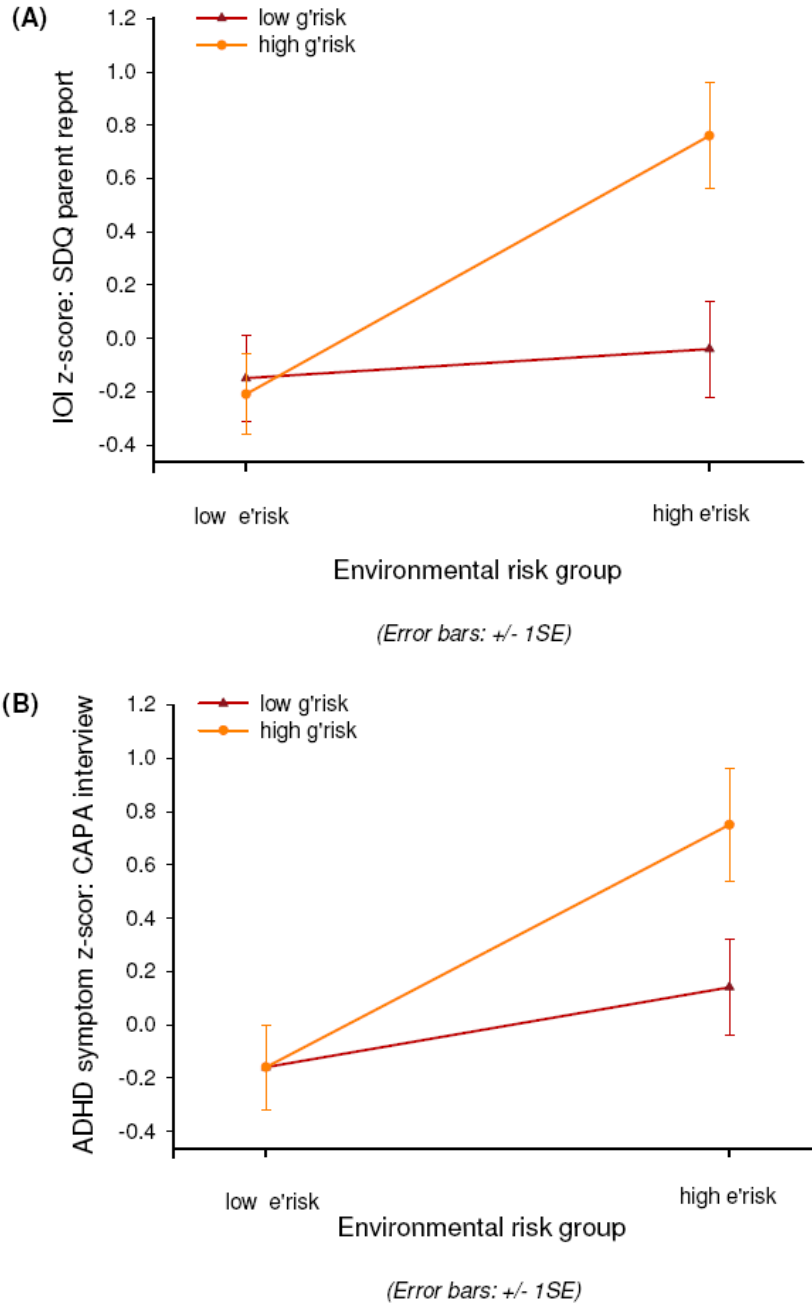 (A)
low g'risk
high g'risk
1.2
1.0
0.8
0.6
0.4
0.2
0.0
-0.2
-0.4
IOI z-score: SDQ parent report
low e'risk
high e'risk
Environmental risk group
(Error bars: +/- 1SE)
(B)
low g'risk
high g'risk
1.2
1.0
0.8
0.6
0.4
0.2
0.0
-0.2
-0.4
ADHD symptom z-scor: CAPA interview
low e'risk
high e'risk
Environmental risk group
(Error bars: +/- 1SE)